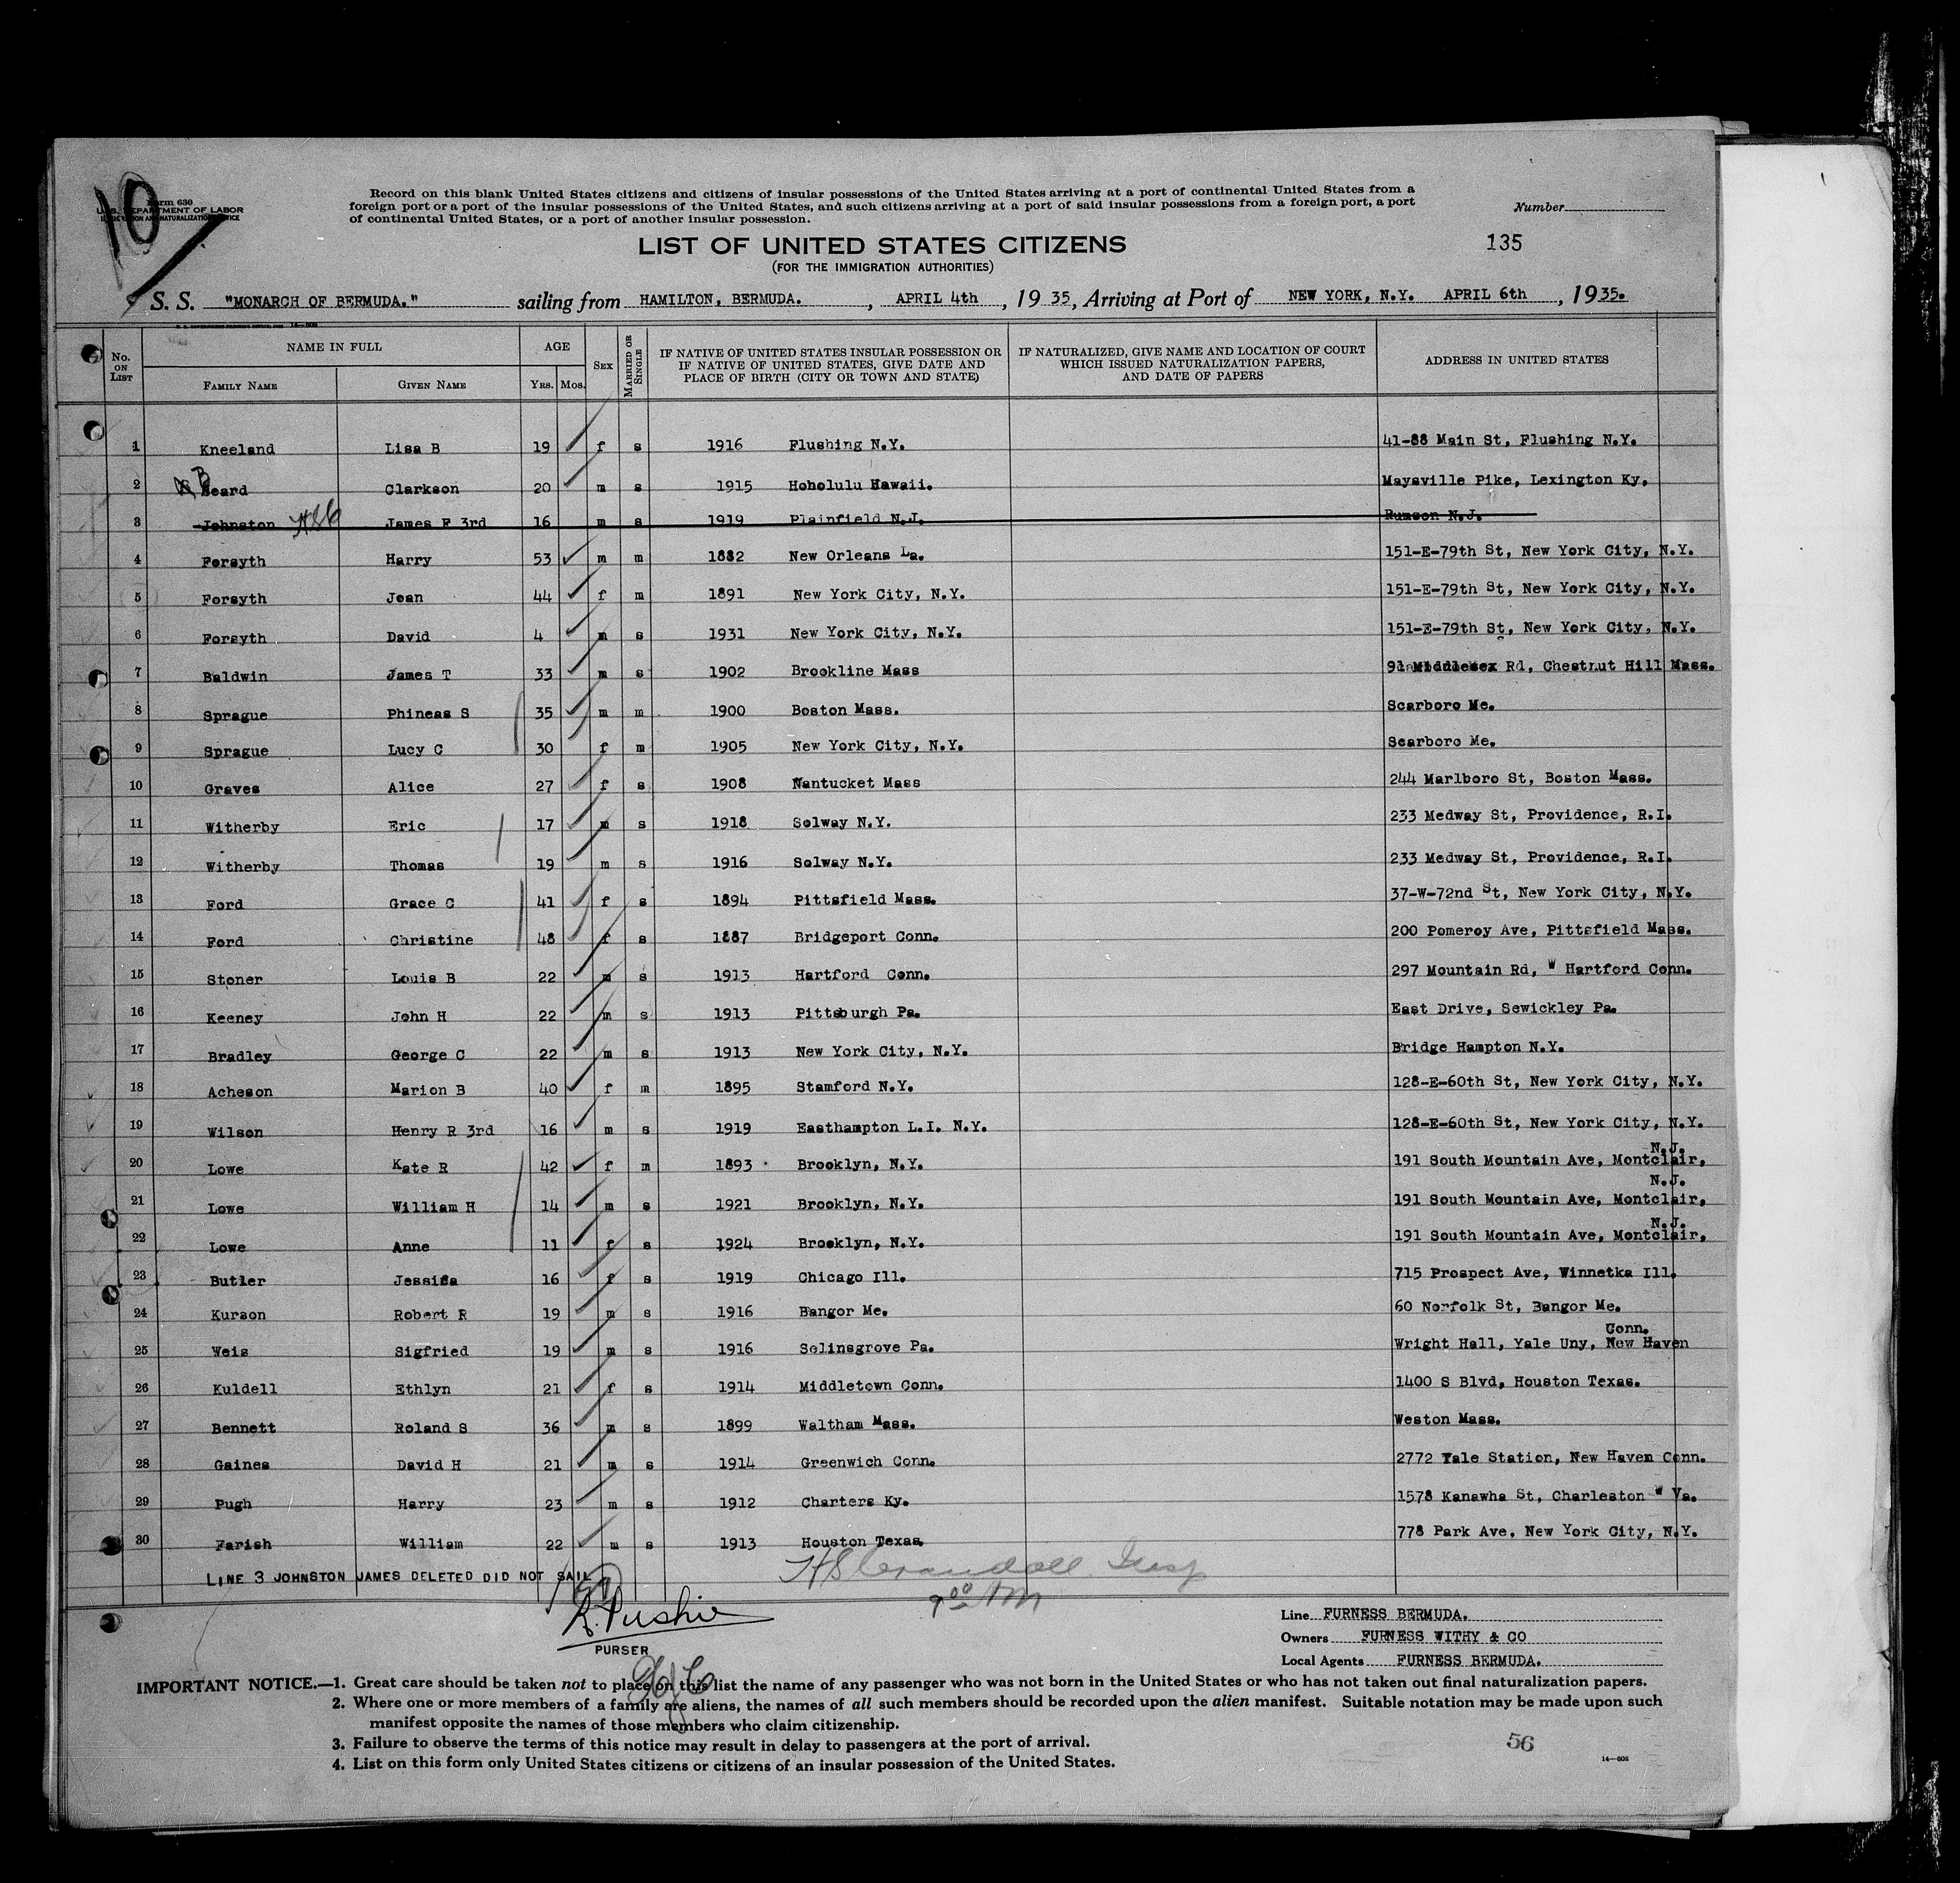 10
Form 630
U.S. DEPARTMENT OF LABOR
IMMIGRATION AND NATURALIZATION SERVICE
Record on this blank United States citizens and citizens of insular possessions of the United States arriving at a port of continental United States from a
foreign port or a port of the insular possessions of the United States, and such citizens arriving at a port of said insular possessions from a foreign port, a port
of continental United States, or a port of another insular possession.
Number
LIST OF UNITED STATES CITIZENS
135
(FOR THE IMMIGRATION AUTHORITIES)
S. S. "MONARCH OF BERMUDA." sailing from HAMILTON, BERMUDA. , APRIL 4th , 19 35, Arriving at Port of NEW YORK, N.Y. APRIL 6th , 1935.
No. ON LIST NAME IN FULL FAMILY NAME GIVEN NAME AGE YRS. MOS. SEX MARRIED OR SINGLE IF NATIVE OF UNITED STATES INSULAR POSSESSION OR IF NATIVE OF UNITED STATES, GIVE DATE AND PLACE OF BIRTH (CITY OR TOWN AND STATE) IF NATURALIZED, GIVE NAME AND LOCATION OF COURT WHICH ISSUED NATURALIZATION PAPERS, AND DATE OF PAPERS ADDRESS IN UNITED STATES
1 Kneeland Lisa B 19 f s 1916 Flushing N.Y. 41-88 Main St, Flushing N.Y.
2 Beard Clarkson 20 m s 1915 Hoholulu Hawaii. Maysville Pike, Lexington Ky.
3 Johnston James F 3rd 16 m s 1919 Plainfield N.J. Rumson N.J.
4 Forsyth Harry 53 m m 1882 New Orleans La. 151-E-79th St, New York City, N.Y.
5 Forsyth Jean 44 f m 1891 New York City, N.Y. 151-E-79th St, New York City, N.Y.
6 Forsyth David 4 m s 1931 New York City, N.Y. 151-E-79th St, New York City, N.Y.
7 Baldwin James T 33 m s 1902 Brookline Mass 91 Middlesex Rd, Chestnut Hill Mass.
8 Sprague Phineas S 35 m m 1900 Boston Mass. Scarboro Me.
9 Sprague Lucy C 30 f m 1905 New York City, N.Y. Scarboro Me.
10 Graves Alice 27 f s 1908 Nantucket Mass 244 Marlboro St, Boston Mass.
11 Witherby Eric 17 m s 1918 Solway N.Y. 233 Medway St, Providence, R.I.
12 Witherby Thomas 19 m s 1916 Solway N.Y. 233 Medway St, Providence, R.I.
13 Ford Grace C 41 f s 1894 Pittsfield Mass. 37-W-72nd St, New York City, N.Y.
14 Ford Christine 48 f s 1887 Bridgeport Conn. 200 Pomeroy Ave, Pittsfield Mass.
15 Stoner Louis B 22 m s 1913 Hartford Conn. 297 Mountain Rd, W Hartford Conn.
16 Keeney John H 22 m s 1913 Pittsburgh Pa. East Drive, Sewickley Pa.
17 Bradley George C 22 m s 1913 New York City, N.Y. Bridge Hampton N.Y.
18 Acheson Marion B 40 f m 1895 Stamford N.Y. 128-E-60th St, New York City, N.Y.
19 Wilson Henry R 3rd 16 m s 1919 Easthampton L.I. N.Y. 128-E-60th St, New York City, N.Y.
20 Lowe Kate R 42 f m 1893 Brooklyn, N.Y. 191 South Mountain Ave, Montclair, N.J.
21 Lowe William H 14 m s 1921 Brooklyn, N.Y. 191 South Mountain Ave, Montclair, N.J.
22 Lowe Anne 11 f s 1924 Brooklyn, N.Y. 191 South Mountain Ave, Montclair, N.J.
23 Butler Jessica 16 f s 1919 Chicago Ill. 715 Prospect Ave, Winnetka Ill.
24 Kurson Robert R 19 m s 1916 Bangor Me. 60 Norfolk St, Bangor Me.
25 Weis Sigfried 19 m s 1916 Selinsgrove Pa. Wright Hall, Yale Uny, New Haven Conn.
26 Kuldell Ethlyn 21 f s 1914 Middletown Conn. 1400 S Blvd, Houston Texas.
27 Bennett Roland S 36 m s 1899 Waltham Mass. Weston Mass.
28 Gaines David H 21 m s 1914 Greenwich Conn. 2772 Yale Station, New Haven Conn.
29 Pugh Harry 23 m s 1912 Charters Ky. 1578 Kanawha St, Charleston W Va.
30 Farish William 22 m s 1913 Houston Texas 778 Park Ave, New York City, N.Y.
LINE 3 JOHNSTON JAMES DELETED DID NOT SAIL
HS Crandall Insp
9 00 AM
PURSER
Line FURNESS BERMUDA.
Owners FURNESS WITHY & CO
Local Agents FURNESS BERMUDA.
IMPORTANT NOTICE.—1. Great care should be taken not to place on this list the name of any passenger who was not born in the United States or who has not taken out final naturalization papers.
2. Where one or more members of a family are aliens, the names of all such members should be recorded upon the alien manifest. Suitable notation may be made upon such
manifest opposite the names of those members who claim citizenship.
3. Failure to observe the terms of this notice may result in delay to passengers at the port of arrival.
4. List on this form only United States citizens or citizens of an insular possession of the United States.
56
14—608